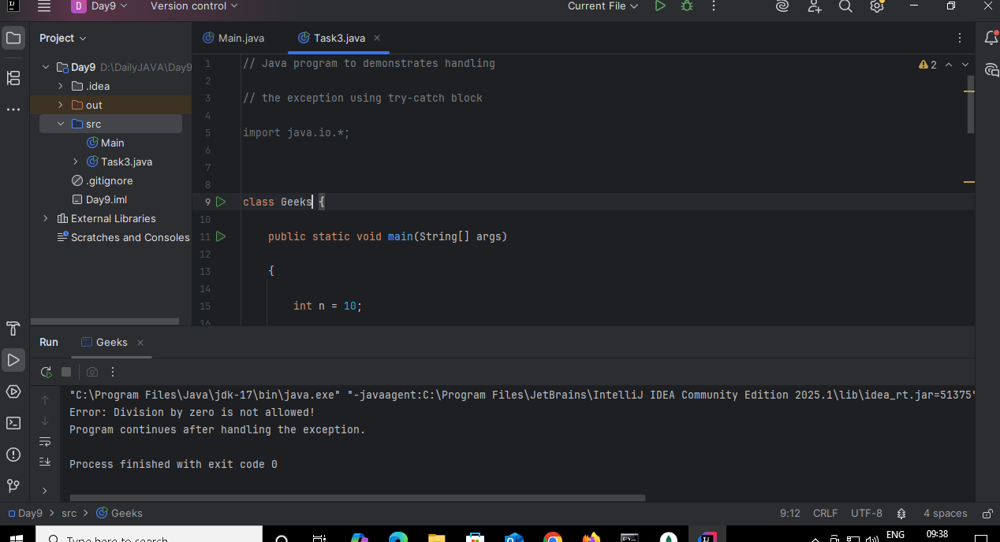 D Day9 Version control Current File
Project
Main.java Task3.java
Day9 D:\DailyJAVA\Day9
.idea
out
src
Main
Task3.java
.gitignore
Day9.iml
External Libraries
Scratches and Consoles
2
1 // Java program to demonstrates handling
2
3 // the exception using try-catch block
4
5 import java.io.*;
6
7
8
9 class Geeks {
10
11 public static void main(String[] args)
12
13 {
14
15 int n = 10;
16
Run Geeks
"C:\Program Files\Java\jdk-17\bin\java.exe" "-javaagent:C:\Program Files\JetBrains\IntelliJ IDEA Community Edition 2025.1\lib\idea_rt.jar=51375"
Error: Division by zero is not allowed!
Program continues after handling the exception.
Process finished with exit code 0
Day9 > src > Geeks 9:12 CRLF UTF-8 4 spaces
Type here to search
ENG 09:38